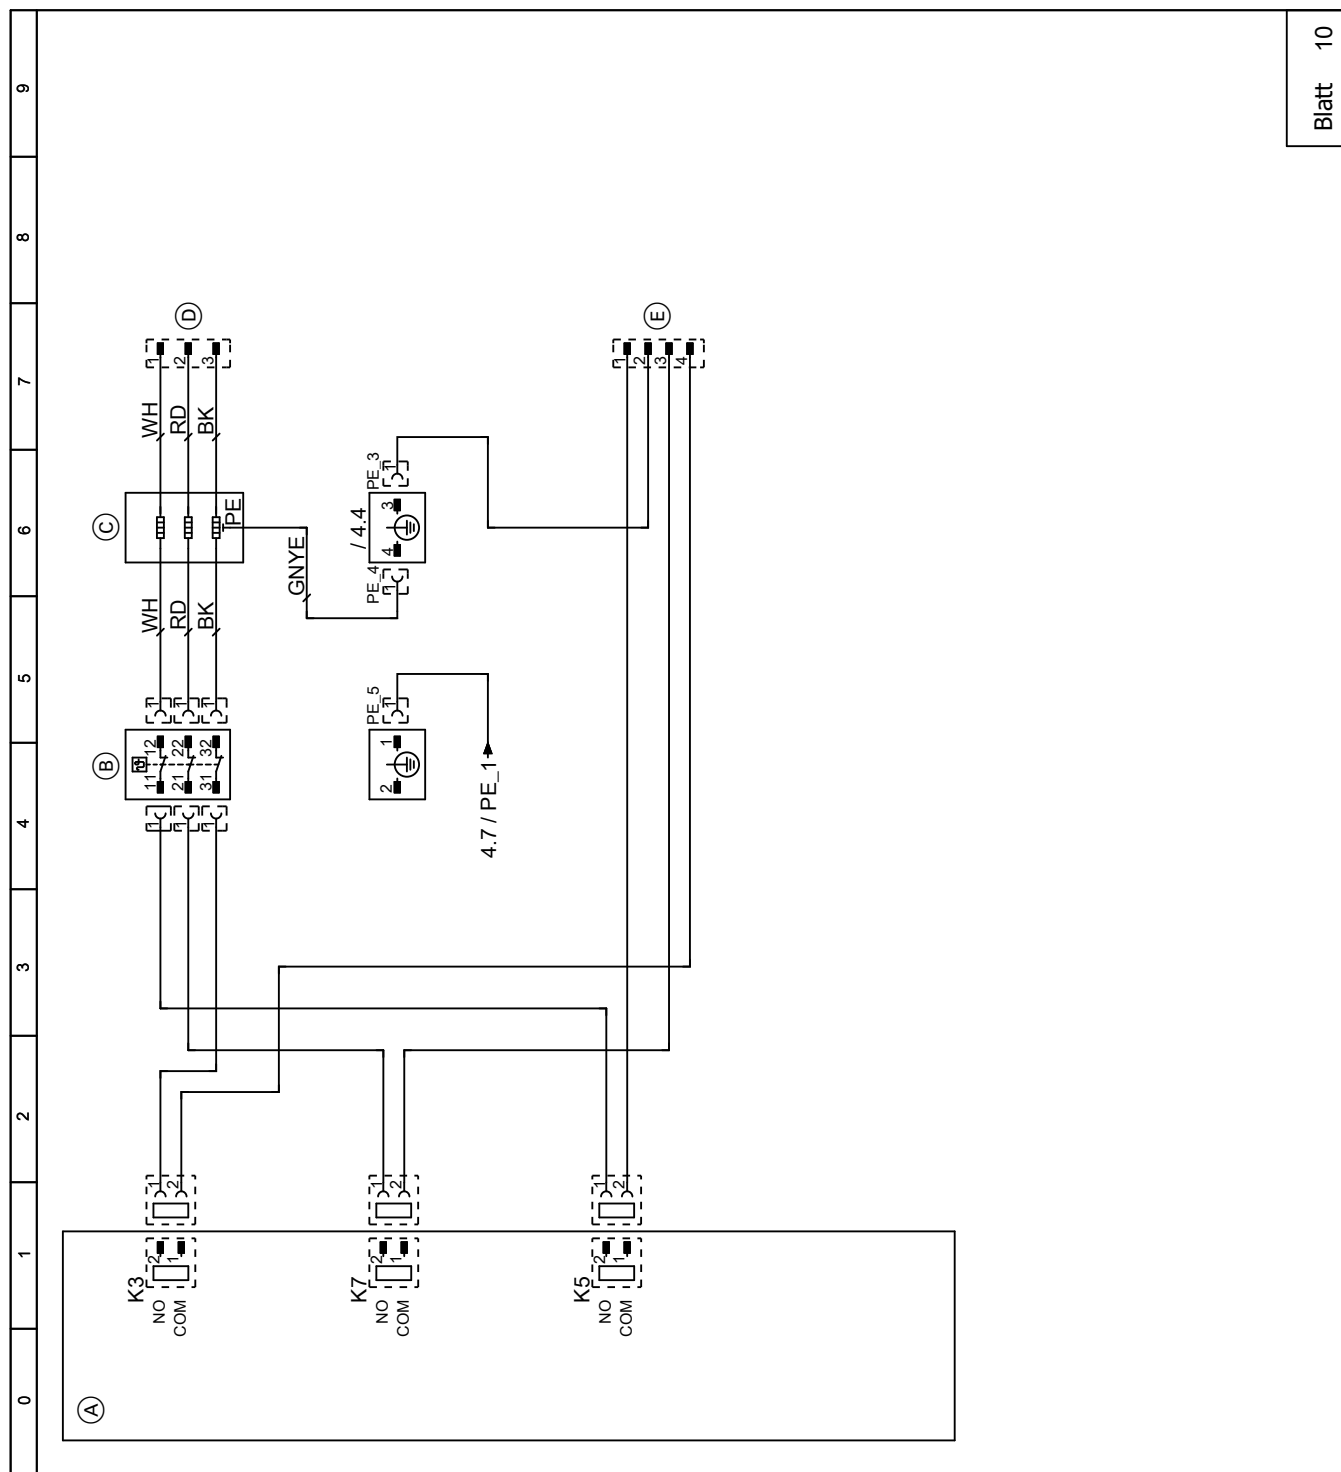 0 1 2 3 4 5 6 7 8 9
A
K3
NO 2
COM 1
1
2
K7
NO 2
COM 1
1
2
K5
NO 2
COM 1
1
2
B
1 11 12 1
1 21 22 1
1 31 32 1
ϑ
WH WH
RD RD
BK BK
C
PE
GNYE
D
1
2
3
PE_5
2 1 1
4.7 / PE_1
/ 4.4
PE_4 PE_3
1 4 3 1
E
1
2
3
4
Blatt 10